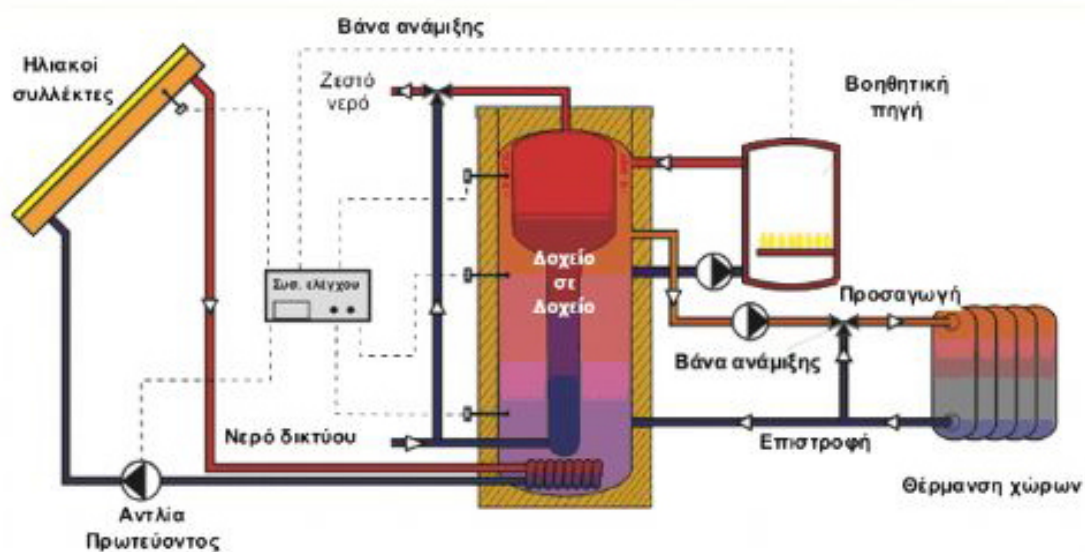 Βάνα ανάμιξης
Ηλιακοί
συλλέκτες
Ζεστό
νερό
Βοηθητική
πηγή
Δοχείο
σε
Δοχείο
Συσ. ελέγχου
Προσαγωγή
Βάνα ανάμιξης
Νερό δικτύου
Επιστροφή
Θέρμανση χώρων
Αντλία
Πρωτεύοντος